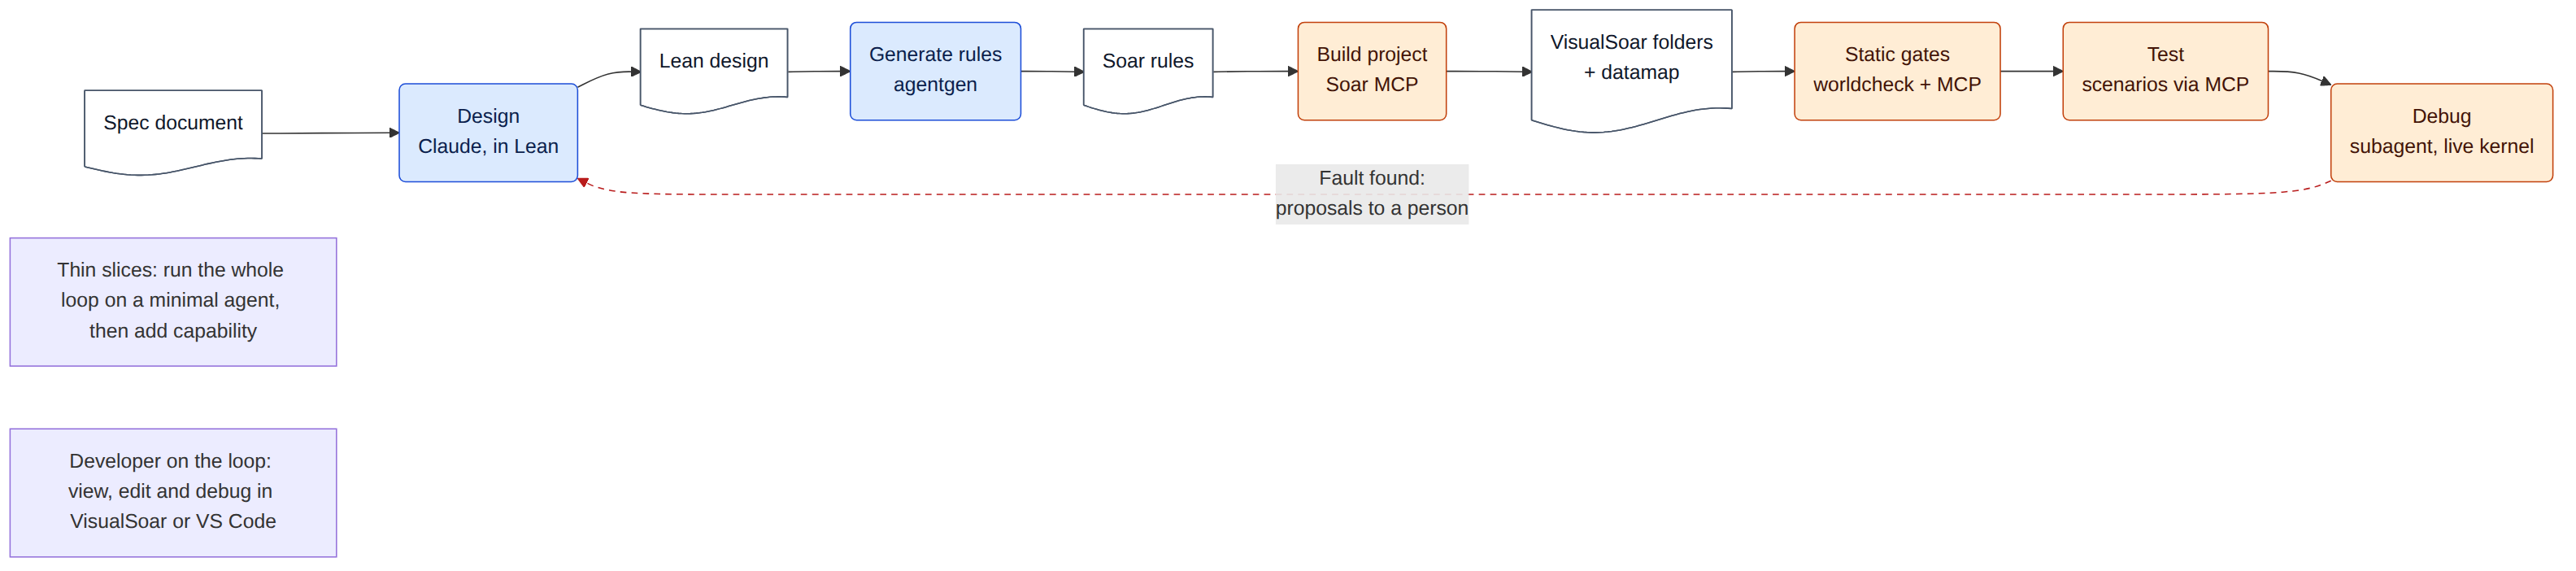 Spec document
Design
Claude, in Lean
Lean design
Generate rules
agentgen
Soar rules
Build project
Soar MCP
VisualSoar folders
+ datamap
Static gates
worldcheck + MCP
Test
scenarios via MCP
Debug
subagent, live kernel
Fault found:
proposals to a person
Thin slices: run the whole
loop on a minimal agent,
then add capability
Developer on the loop:
view, edit and debug in
VisualSoar or VS Code